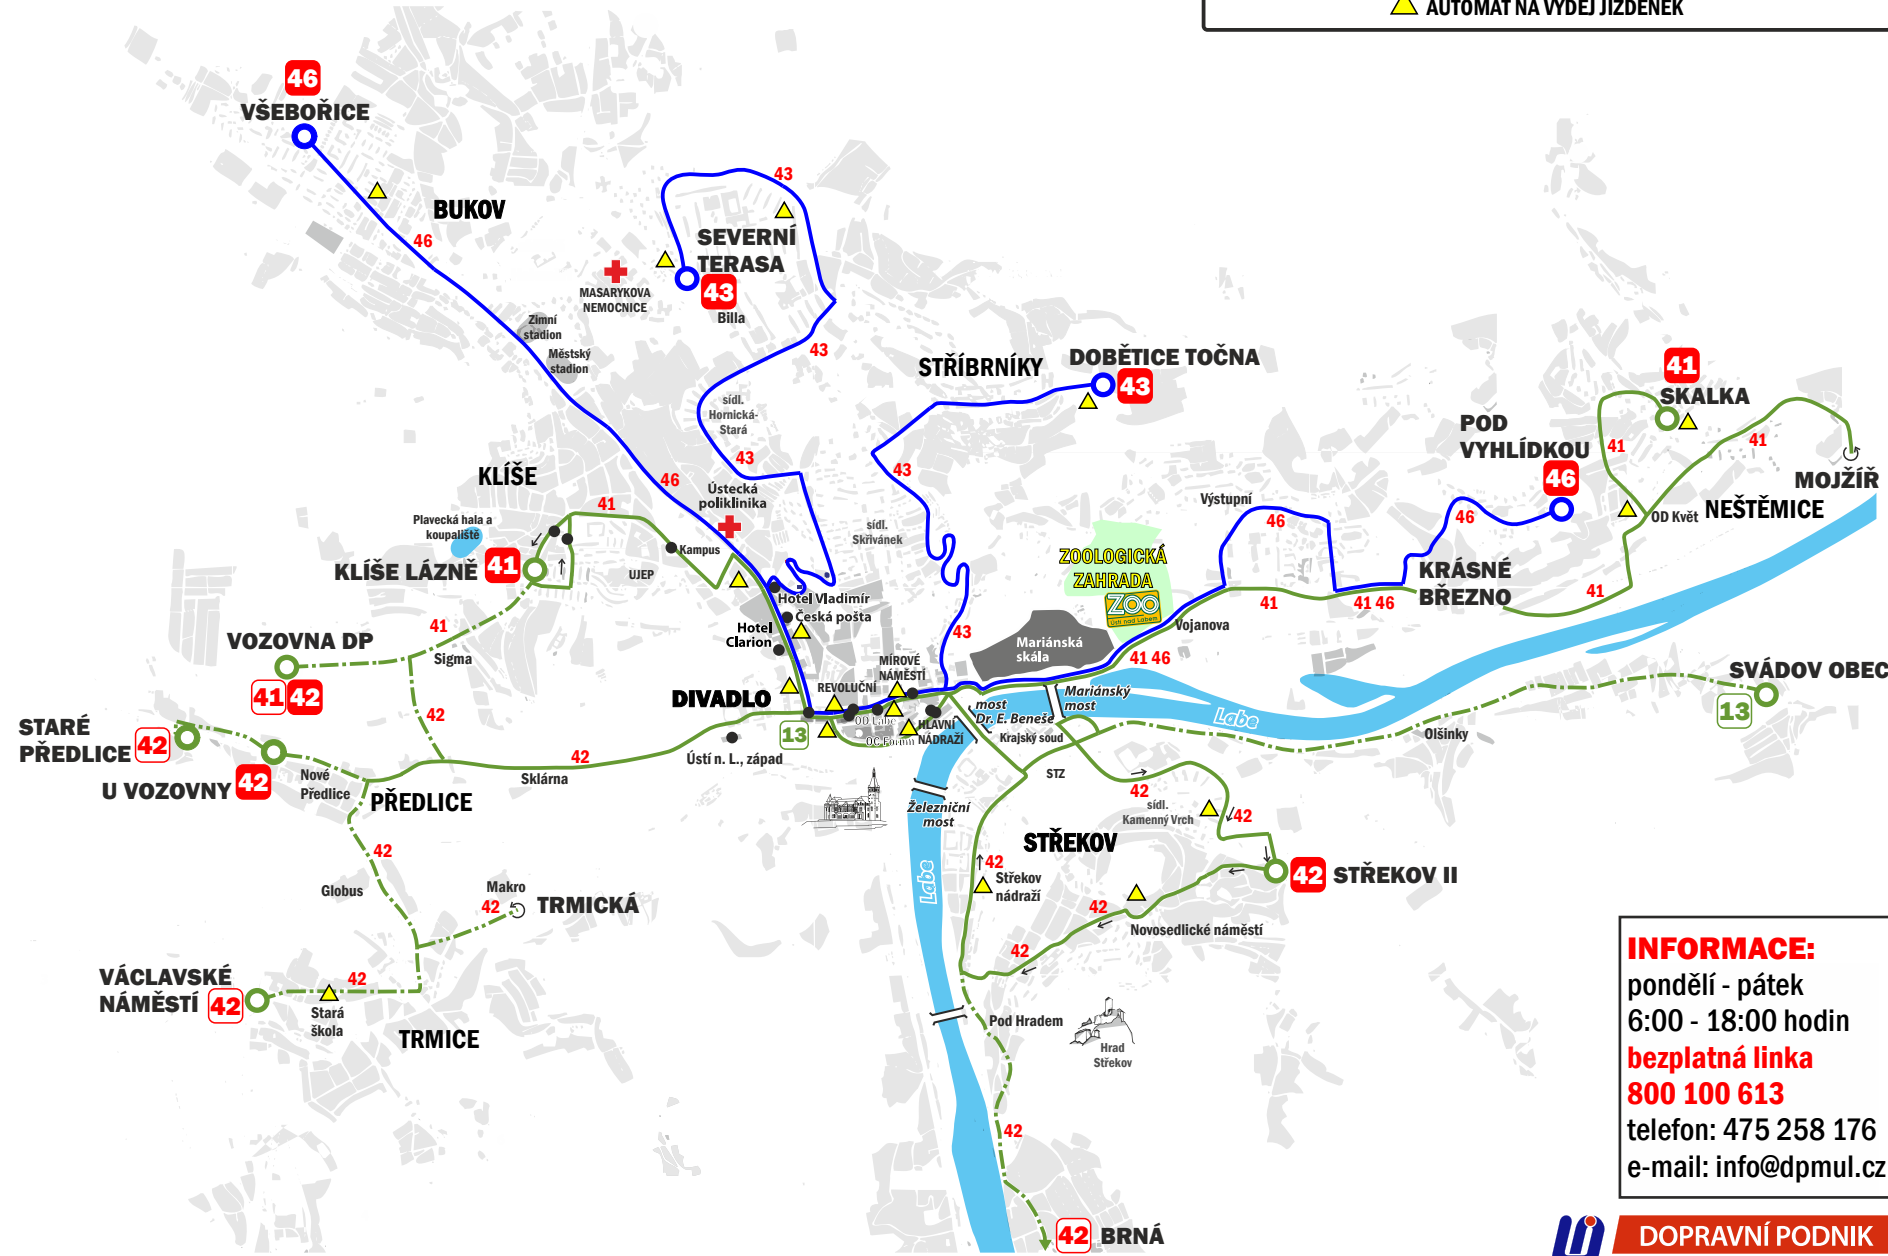 AUTOMAT NA VÝDEJ JÍZDENEK
46
VŠEBOŘICE
BUKOV
46
43
SEVERNÍ
TERASA
43
Billa
MASARYKOVA
NEMOCNICE
Zimní
stadion
Městský
stadion
43
STŘÍBRNÍKY
DOBĚTICE TOČNA
43
41
SKALKA
sídl.
Hornická-
Stará
43
43
POD
VYHLÍDKOU
46
41
41
MOJŽÍŘ
KLÍŠE
46
Ústecká
poliklinika
41
Výstupní
46
46
OD Květ
NEŠTĚMICE
Plavecká hala a
koupaliště
sídl.
Skřivánek
Kampus
KLÍŠE LÁZNĚ
41
UJEP
ZOOLOGICKÁ
ZAHRADA
ZOO
Ústí nad Labem
KRÁSNÉ
BŘEZNO
Hotel Vladimír
Česká pošta
Hotel
Clarion
41
41 46
41
Vojanova
43
41
VOZOVNA DP
Sigma
41
42
Mariánská
skála
41 46
MÍROVÉ
NÁMĚSTÍ
SVÁDOV OBEC
13
DIVADLO
REVOLUČNÍ
Mariánský
most
most
Dr. E. Beneše
Krajský soud
Labe
OD Labe
HLAVNÍ
NÁDRAŽÍ
OC Forum
13
42
STARÉ
PŘEDLICE
42
Olšinky
Ústí n. L., západ
42
Sklárna
Nové
Předlice
U VOZOVNY
42
PŘEDLICE
STZ
42
sídl.
Kamenný Vrch
42
Železniční
most
STŘEKOV
42
42
Střekov
nádraží
42
STŘEKOV II
Labe
Globus
Makro
42
TRMICKÁ
42
Novosedlické náměstí
42
VÁCLAVSKÉ
NÁMĚSTÍ
42
42
Stará
škola
TRMICE
Pod Hradem
Hrad
Střekov
42
42
BRNÁ
INFORMACE:
pondělí - pátek
6:00 - 18:00 hodin
bezplatná linka
800 100 613
telefon: 475 258 176
e-mail: info@dpmul.cz
DOPRAVNÍ PODNIK